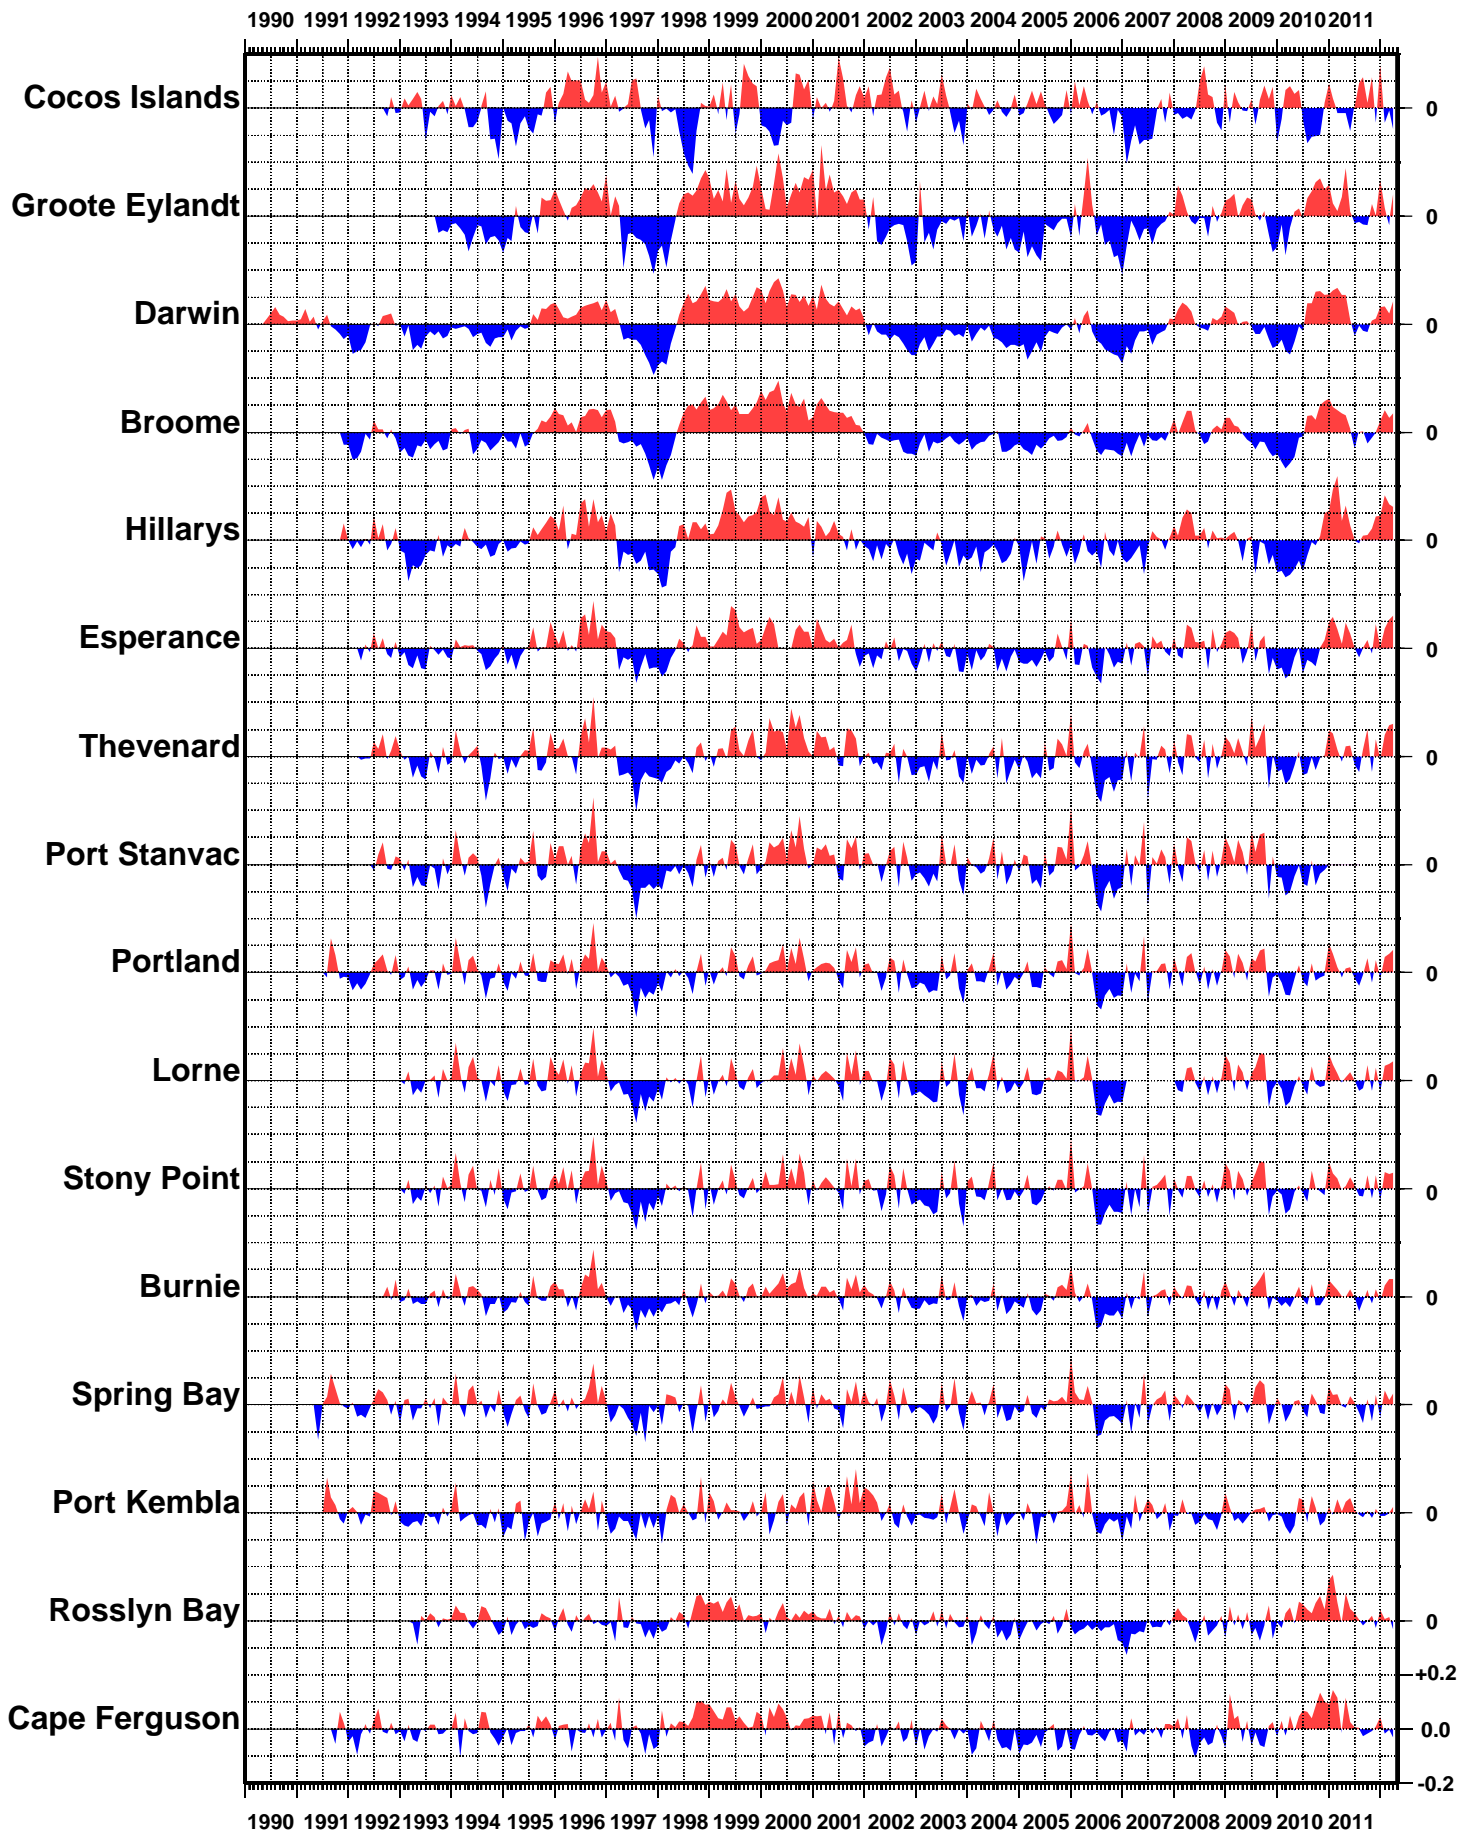 1990 1991 1992 1993 1994 1995 1996 1997 1998 1999 2000 2001 2002 2003 2004 2005 2006 2007 2008 2009 2010 2011
Cocos Islands 0
Groote Eylandt 0
Darwin 0
Broome 0
Hillarys 0
Esperance 0
Thevenard 0
Port Stanvac 0
Portland 0
Lorne 0
Stony Point 0
Burnie 0
Spring Bay 0
Port Kembla 0
Rosslyn Bay 0
+0.2
Cape Ferguson 0.0
-0.2
1990 1991 1992 1993 1994 1995 1996 1997 1998 1999 2000 2001 2002 2003 2004 2005 2006 2007 2008 2009 2010 2011